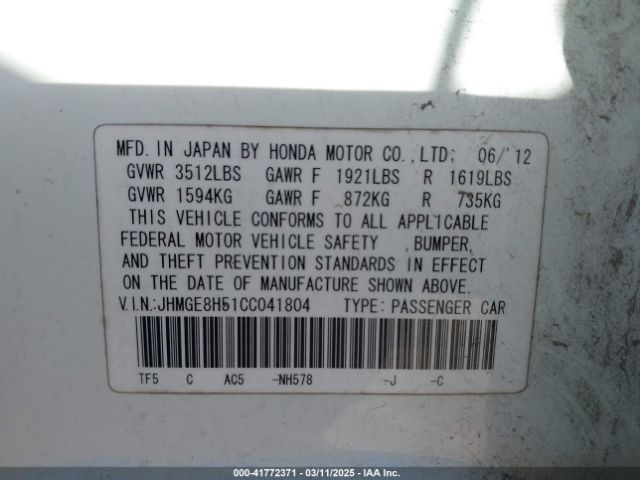 MFD. IN JAPAN BY HONDA MOTOR CO., LTD; 06/'12
GVWR 3512LBS GAWR F 1921LBS R 1619LBS
GVWR 1594KG GAWR F 872KG R 735KG
THIS VEHICLE CONFORMS TO ALL APPLICABLE
FEDERAL MOTOR VEHICLE SAFETY , BUMPER,
AND THEFT PREVENTION STANDARDS IN EFFECT
ON THE DATE OF MANUFACTURE SHOWN ABOVE.
V.I.N.:JHMGE8H51CC041804 TYPE: PASSENGER CAR
TF5 C AC5 -NH578 -J -C
000-41772371 | 03/11/2025 - IAA Inc.